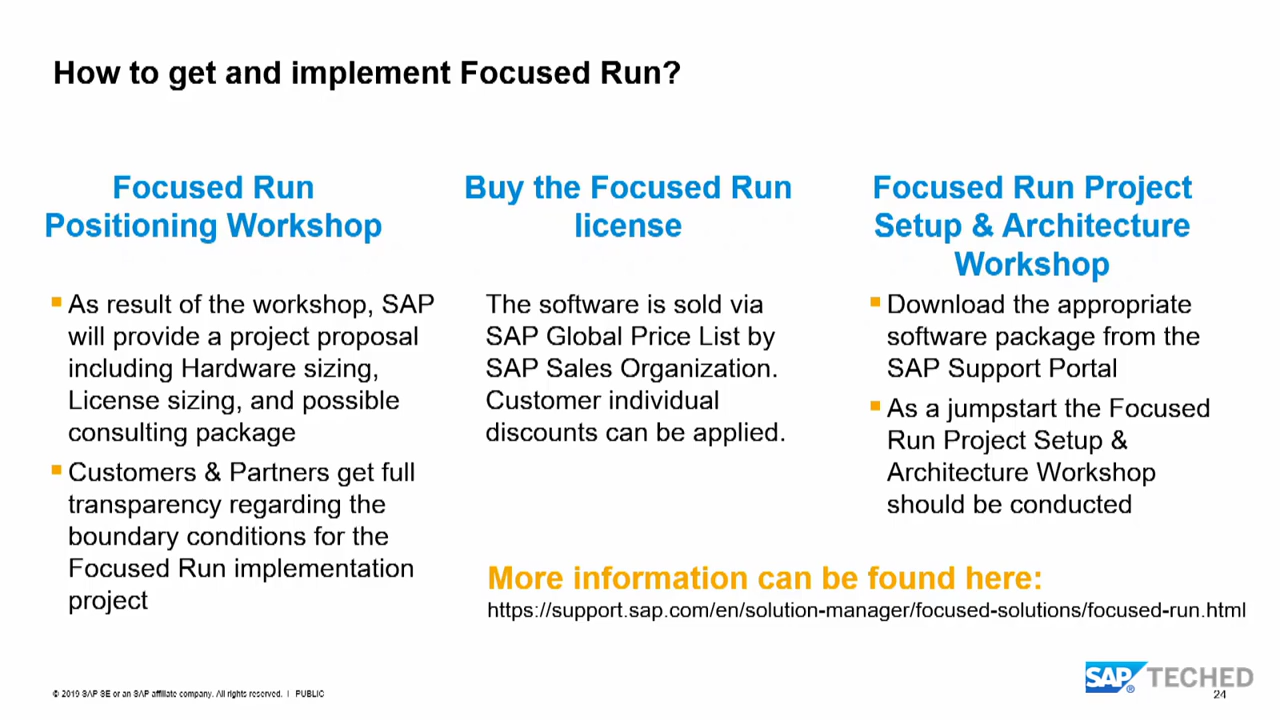 How to get and implement Focused Run?
Focused Run
Positioning Workshop
■ As result of the workshop, SAP
will provide a project proposal
including Hardware sizing,
License sizing, and possible
consulting package
■ Customers & Partners get full
transparency regarding the
boundary conditions for the
Focused Run implementation
project
Buy the Focused Run
license
The software is sold via
SAP Global Price List by
SAP Sales Organization.
Customer individual
discounts can be applied.
Focused Run Project
Setup & Architecture
Workshop
■ Download the appropriate
software package from the
SAP Support Portal
■ As a jumpstart the Focused
Run Project Setup &
Architecture Workshop
should be conducted
More information can be found here:
https://support.sap.com/en/solution-manager/focused-solutions/focused-run.html
© 2019 SAP SE or an SAP affiliate company. All rights reserved. | PUBLIC
SAP® TECHED
24